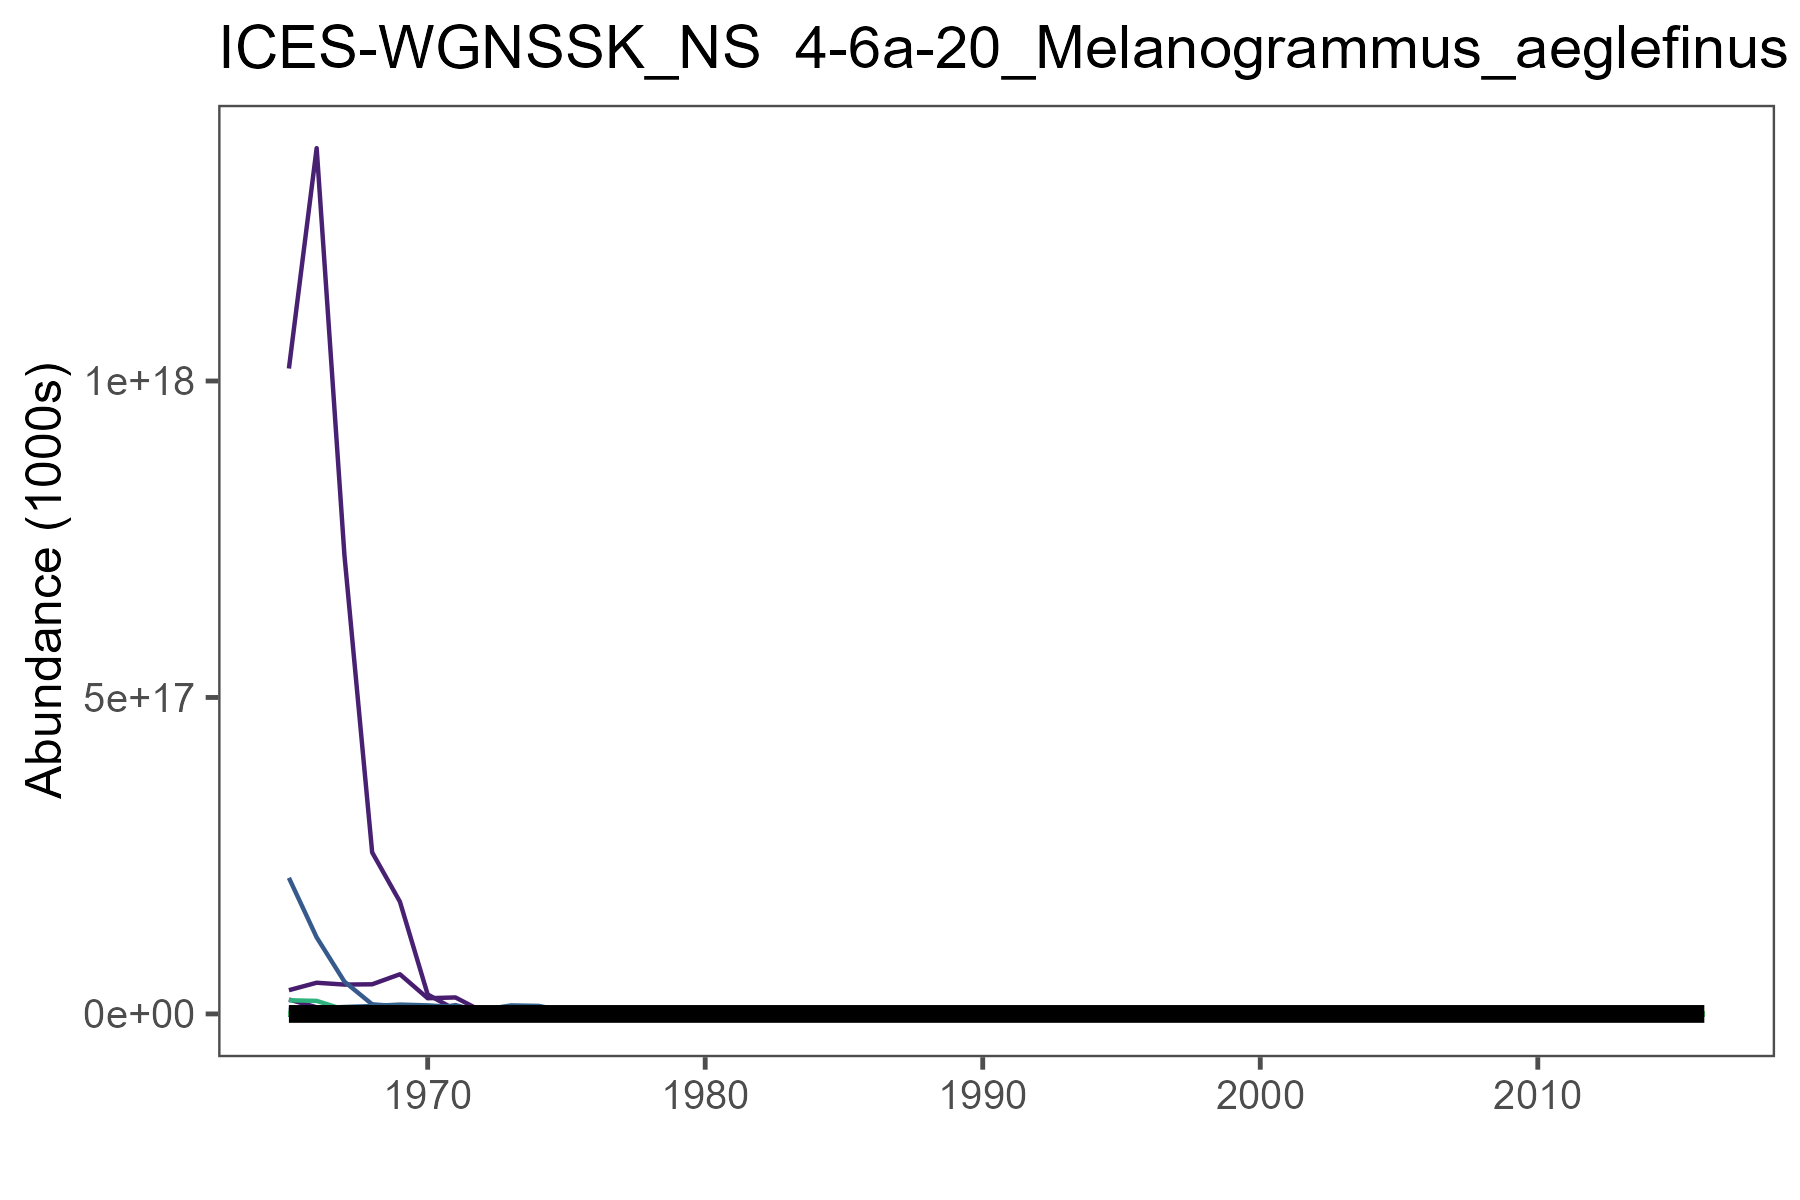 ICES-WGNSSK_NS  4-6a-20_Melanogrammus_aeglefinus
Abundance (1000s)
1e+18
5e+17
0e+00
1970
1980
1990
2000
2010